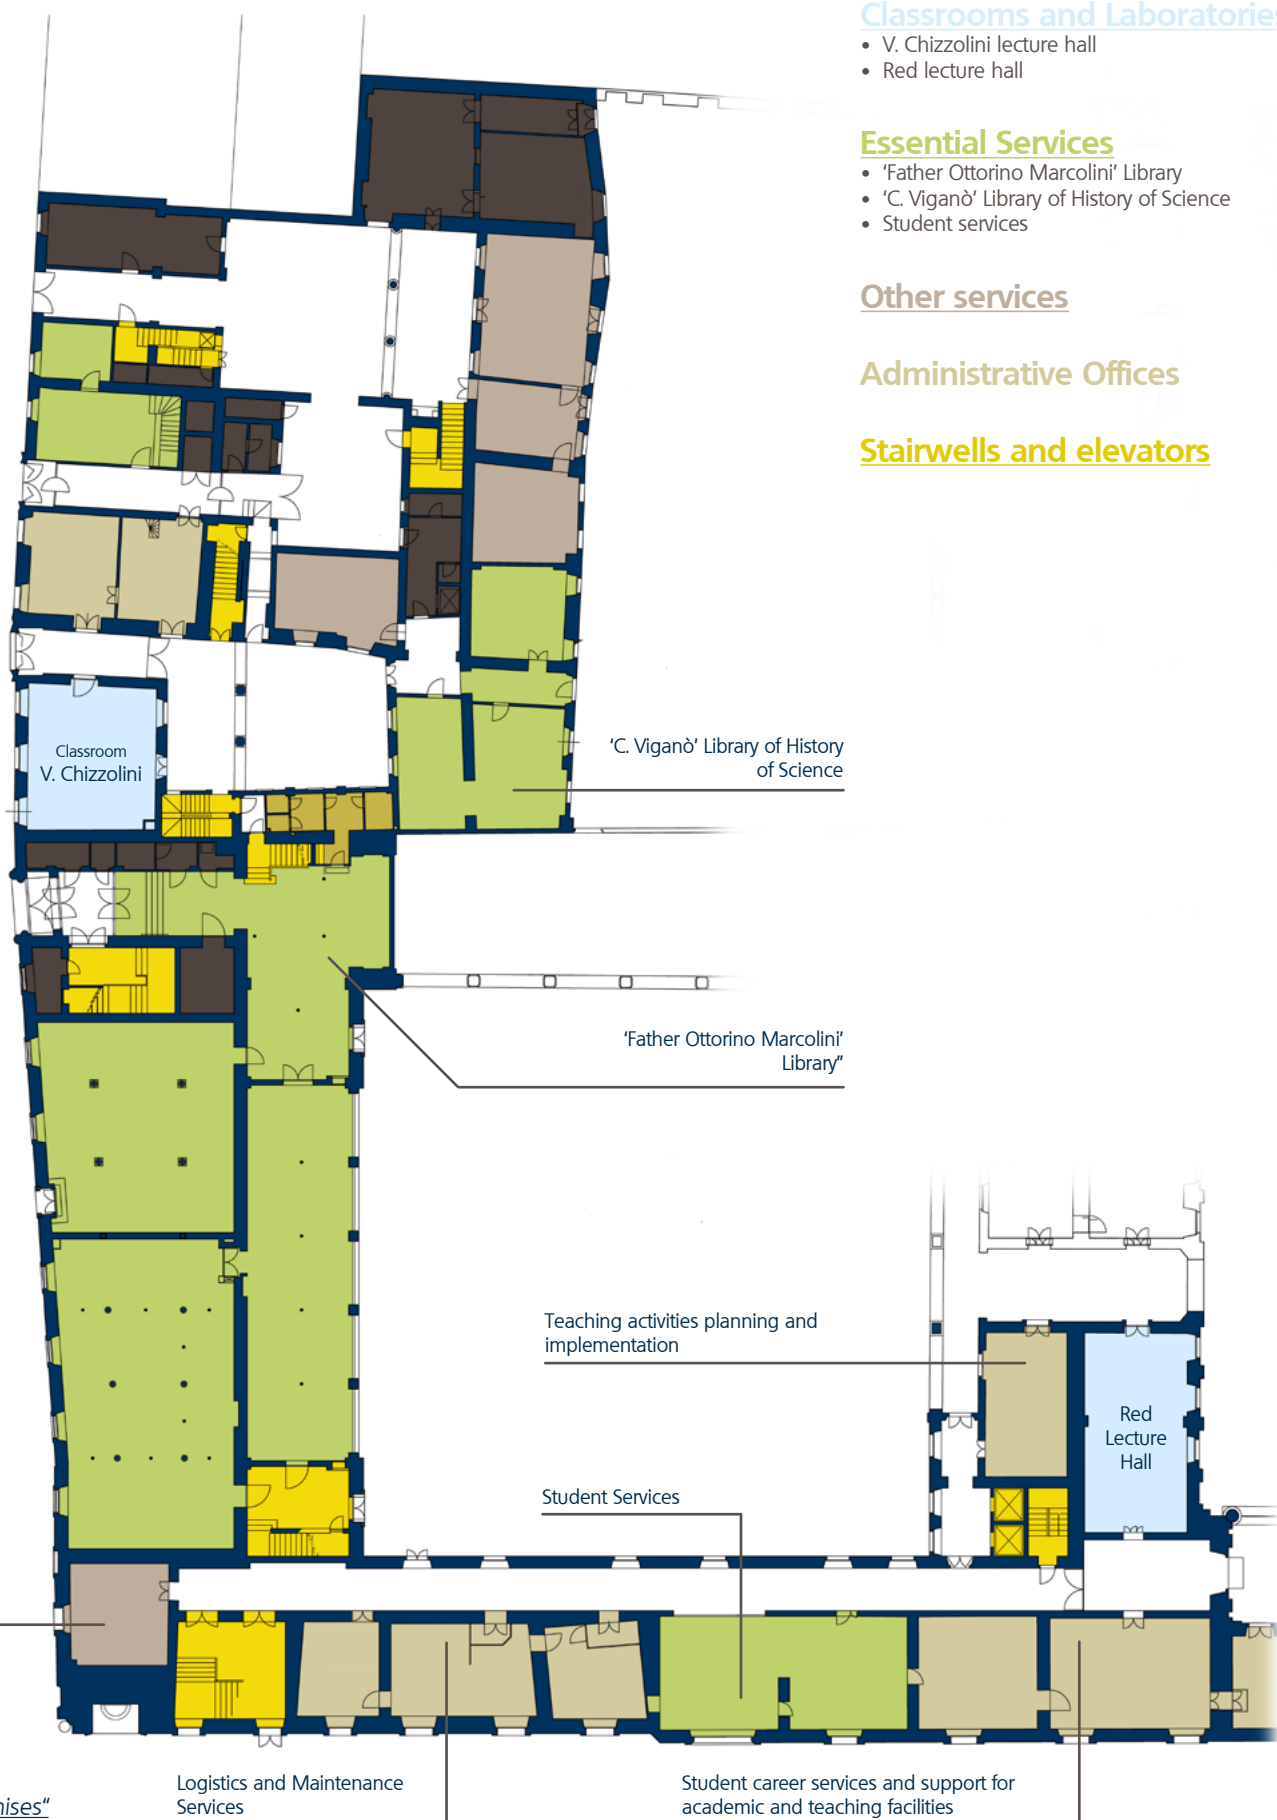 Classrooms and Laboratories
• V. Chizzolini lecture hall
• Red lecture hall
Essential Services
• ‘Father Ottorino Marcolini’ Library
• ‘C. Viganò’ Library of History of Science
• Student services
Other services
Administrative Offices
Stairwells and elevators
Classroom
V. Chizzolini
‘C. Viganò’ Library of History
of Science
‘Father Ottorino Marcolini’
Library”
Teaching activities planning and
implementation
Red
Lecture
Hall
Student Services
Logistics and Maintenance
Services
Student career services and support for
academic and teaching facilities